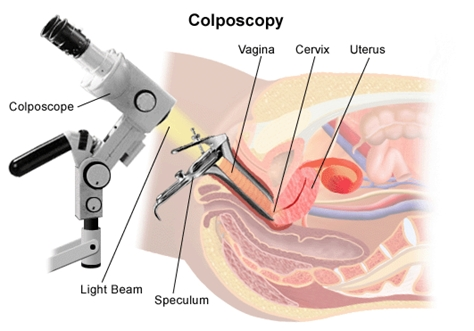 Colposcopy
Vagina
Cervix
Uterus
Colposcope
Light Beam
Speculum